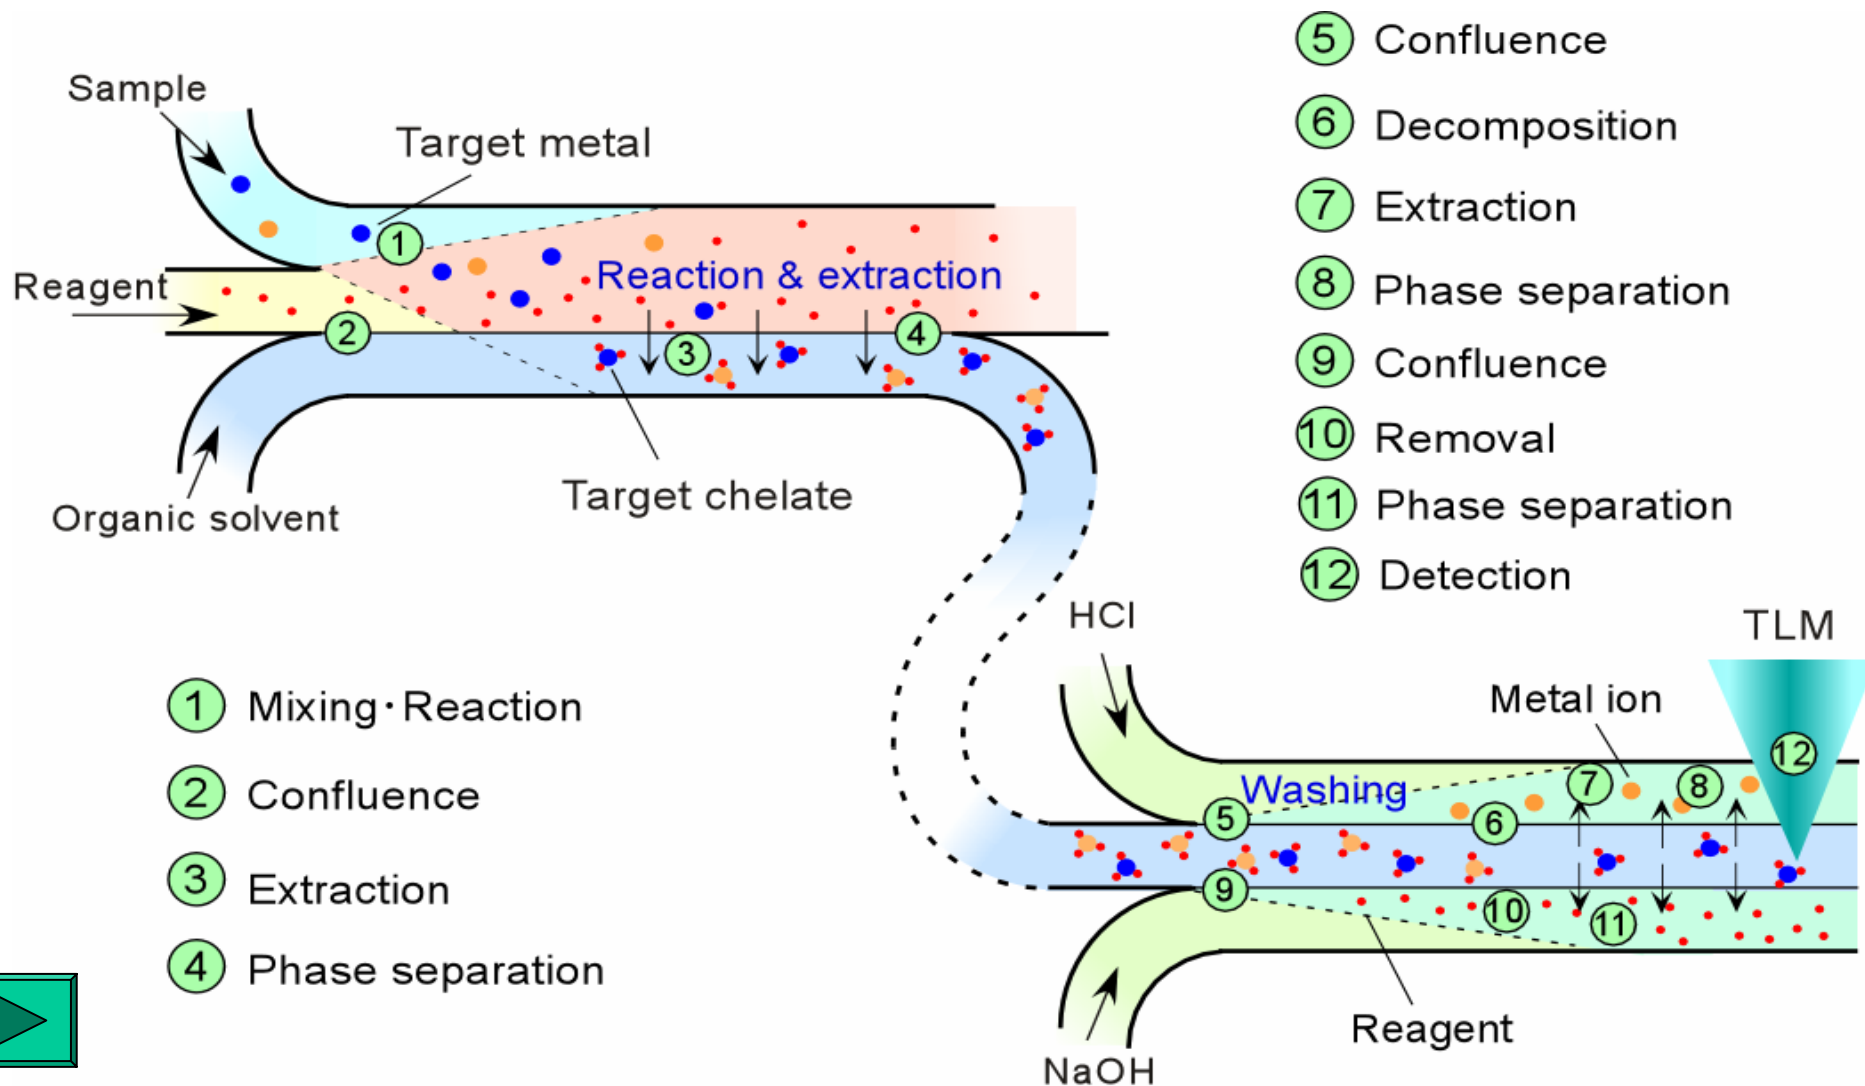 Sample
Target metal
1
Reagent
Reaction & extraction
2
3
4
Target chelate
Organic solvent
5 Confluence
6 Decomposition
7 Extraction
8 Phase separation
9 Confluence
10 Removal
11 Phase separation
12 Detection
1 Mixing・Reaction
2 Confluence
3 Extraction
4 Phase separation
HCl
TLM
Metal ion
12
Washing
7
8
5
6
9
10
11
Reagent
NaOH